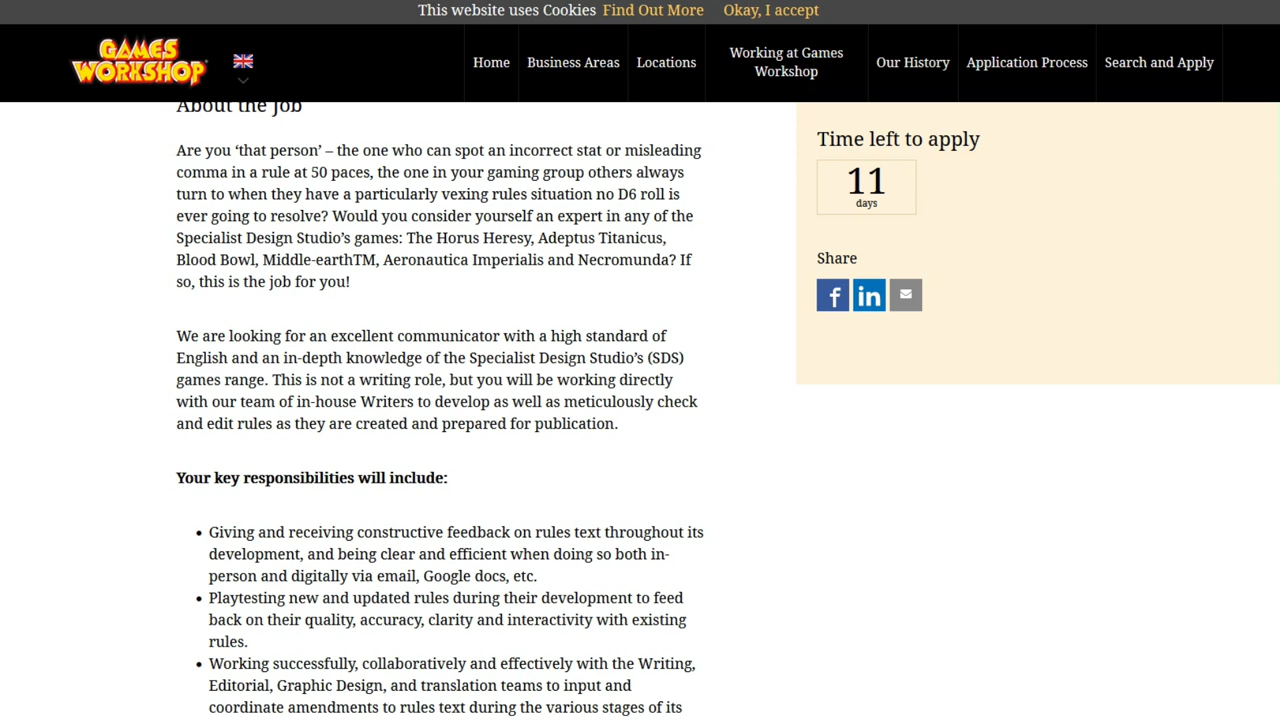 This website uses Cookies Find Out More Okay, I accept
GAMES WORKSHOP
Home Business Areas Locations Working at Games Workshop Our History Application Process Search and Apply
About the job
Are you ‘that person’ – the one who can spot an incorrect stat or misleading
comma in a rule at 50 paces, the one in your gaming group others always
turn to when they have a particularly vexing rules situation no D6 roll is
ever going to resolve? Would you consider yourself an expert in any of the
Specialist Design Studio’s games: The Horus Heresy, Adeptus Titanicus,
Blood Bowl, Middle-earthTM, Aeronautica Imperialis and Necromunda? If
so, this is the job for you!
We are looking for an excellent communicator with a high standard of
English and an in-depth knowledge of the Specialist Design Studio’s (SDS)
games range. This is not a writing role, but you will be working directly
with our team of in-house Writers to develop as well as meticulously check
and edit rules as they are created and prepared for publication.
Your key responsibilities will include:
• Giving and receiving constructive feedback on rules text throughout its
development, and being clear and efficient when doing so both in-
person and digitally via email, Google docs, etc.
• Playtesting new and updated rules during their development to feed
back on their quality, accuracy, clarity and interactivity with existing
rules.
• Working successfully, collaboratively and effectively with the Writing,
Editorial, Graphic Design, and translation teams to input and
coordinate amendments to rules text during the various stages of its
Time left to apply
11
days
Share
f in